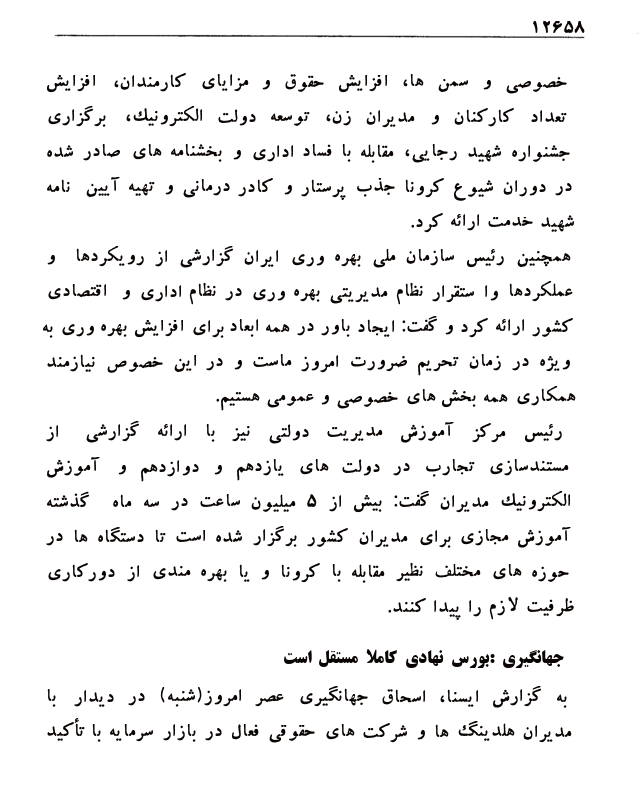 ۱۲۶۵۸
خصوصی و سمن ها، افزایش حقوق و مزایای کارمندان، افزایش
تعداد کارکنان و مدیران زن، توسعه دولت الکترونیک، برگزاری
جشنواره شهید رجایی، مقابله با فساد اداری و بخشنامه های صادر شده
در دوران شیوع کرونا جذب پرستار و کادر درمانی و تهیه آیین نامه
شهید خدمت ارائه کرد.
همچنین رئیس سازمان ملی بهره وری ایران گزارشی از رویکردها و
عملکردها وا ستقرار نظام مدیریتی بهره وری در نظام اداری و اقتصادی
کشور ارائه کرد و گفت: ایجاد باور در همه ابعاد برای افزایش بهره وری به
ویژه در زمان تحریم ضرورت امروز ماست و در این خصوص نیازمند
همکاری همه بخش های خصوصی و عمومی هستیم.
رئیس مرکز آموزش مدیریت دولتی نیز با ارائه گزارشی از
مستندسازی تجارب در دولت های یازدهم و دوازدهم و آموزش
الکترونیک مدیران گفت: بیش از ۵ میلیون ساعت در سه ماه گذشته
آموزش مجازی برای مدیران کشور برگزار شده است تا دستگاه ها در
حوزه های مختلف نظیر مقابله با کرونا و یا بهره مندی از دورکاری
ظرفیت لازم را پیدا کنند.
جهانگیری :بورس نهادی کاملا مستقل است
به گزارش ایسنا، اسحاق جهانگیری عصر امروز(شنبه) در دیدار با
مدیران هلدینگ ها و شرکت های حقوقی فعال در بازار سرمایه با تأکید